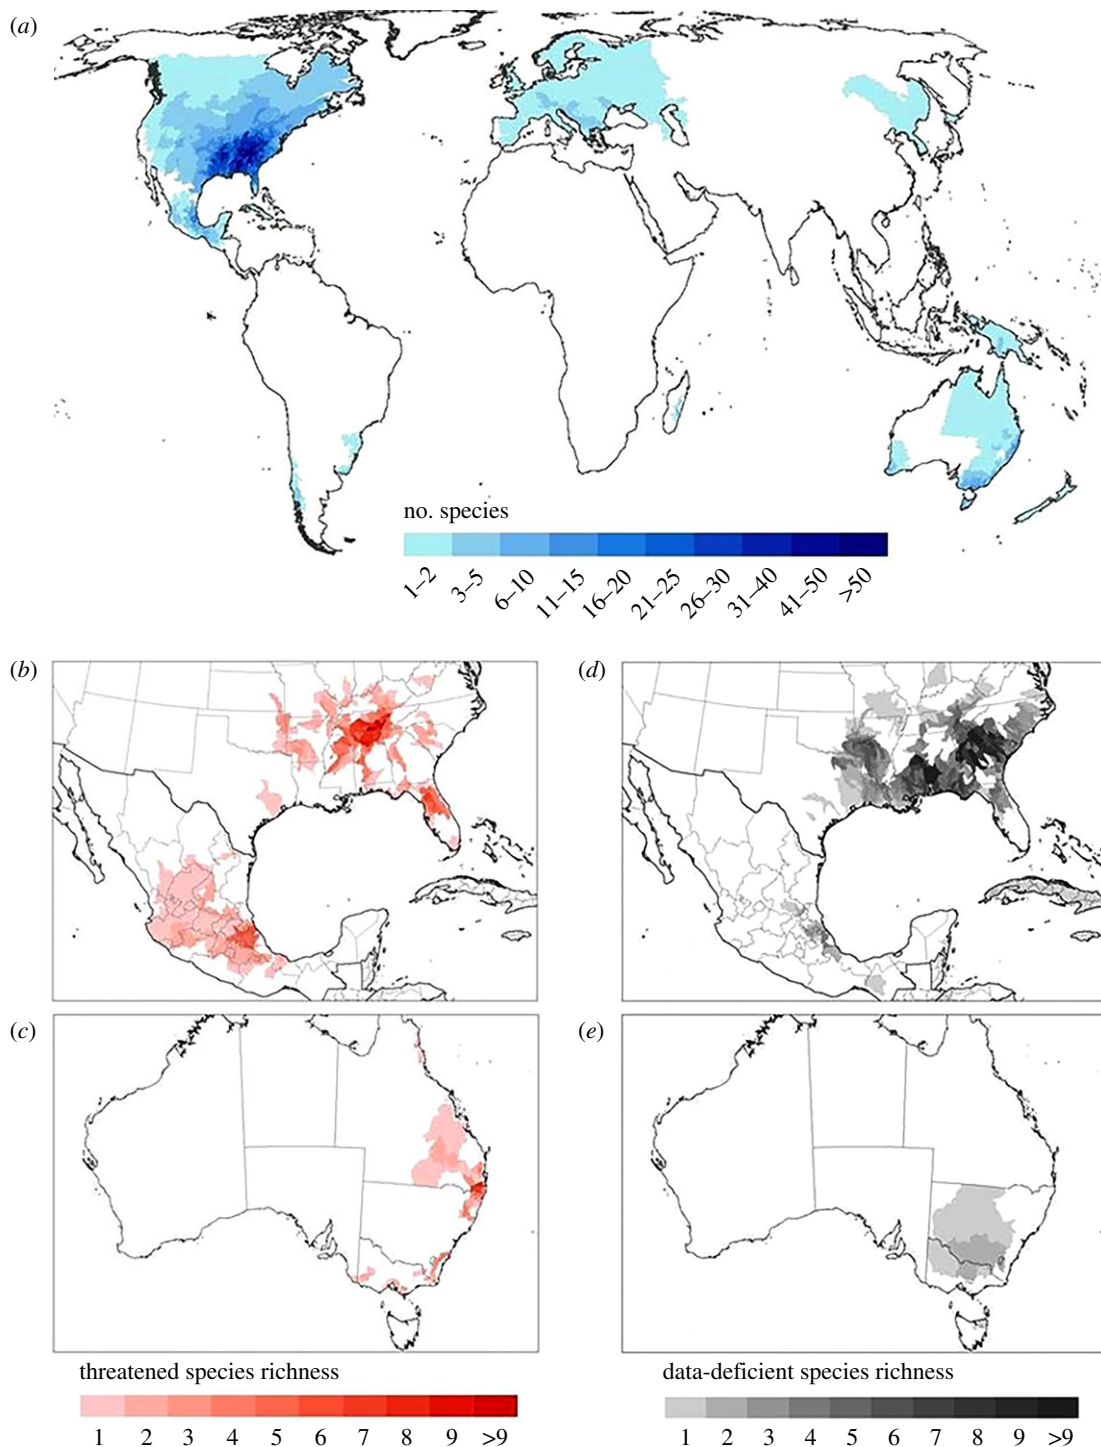 (a)
no. species
1–2 3–5 6–10 11–15 16–20 21–25 26–30 31–40 41–50 >50
(b)
(d)
(c)
(e)
threatened species richness
1 2 3 4 5 6 7 8 9 >9
data-deficient species richness
1 2 3 4 5 6 7 8 9 >9